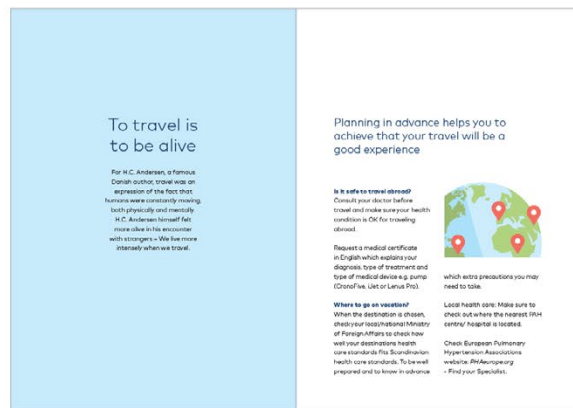 To travel is
to be alive
For H.C. Andersen, a famous
Danish author, travel was an
expression of the fact that
humans were constantly moving,
both physically and mentally.
H.C. Andersen himself felt
more alive in his encounter
with strangers – We live more
intensely when we travel.
Planning in advance helps you to
achieve that your travel will be a
good experience
Is it safe to travel abroad?
Consult your doctor before
travel and make sure your health
condition is OK for traveling
abroad.
Request a medical certificate
in English which explains your
diagnosis, type of treatment and
type of medical device e.g. pump
(CronoFive, iJet or Lenus Pro).
Where to go on vacation?
When the destination is chosen,
check your local/national Ministry
of Foreign Affairs to check how
well your destinations health
care standards fits Scandinavian
health care standards. To be well
prepared and to know in advance
which extra precautions you may
need to take.
Local health care: Make sure to
check out where the nearest PAH
centre/ hospital is located.
Check European Pulmonary
Hypertension Associations
website: PHAeurope.org
- Find your Specialist.